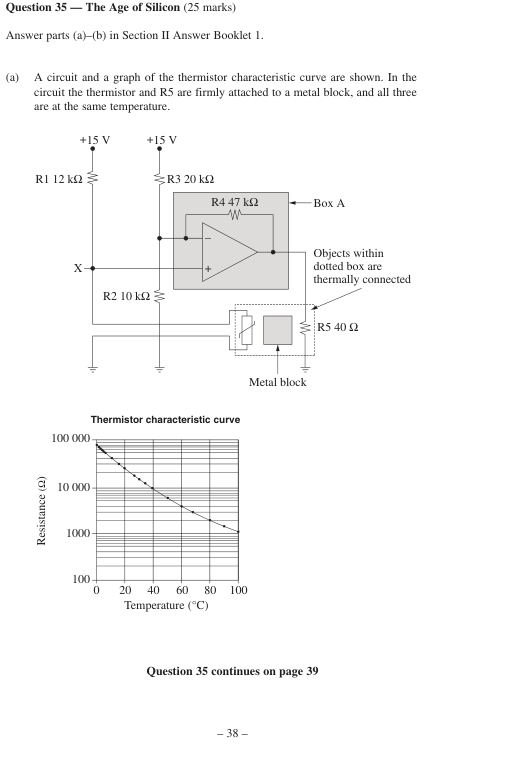 Question 35 — The Age of Silicon (25 marks)
Answer parts (a)–(b) in Section II Answer Booklet 1.
(a) A circuit and a graph of the thermistor characteristic curve are shown. In the
circuit the thermistor and R5 are firmly attached to a metal block, and all three
are at the same temperature.
+15 V +15 V
R1 12 kΩ R3 20 kΩ
R4 47 kΩ Box A
−
X +
Objects within
dotted box are
thermally connected
R2 10 kΩ
R5 40 Ω
Metal block
Thermistor characteristic curve
100 000
10 000
1000
100
Resistance (Ω)
0 20 40 60 80 100
Temperature (°C)
Question 35 continues on page 39
– 38 –